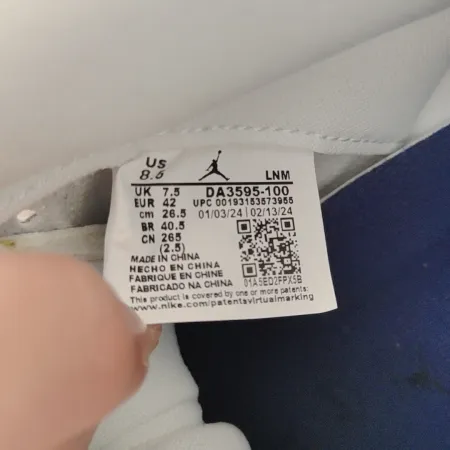 US
8.5
LNM
UK 7.5
DA3595-100
EUR 42
UPC 00193153573955
cm 26.5
01/03/24 | 02/13/24
BR 40.5
CN 265
(2.5)
MADE IN CHINA
HECHO EN CHINA
FABRIQUE EN CHINE
FABRICADO NA CHINA
01A5ED2FPX5B
This product is covered by one or more patents:
www.nike.com/patentsvirtualmarking